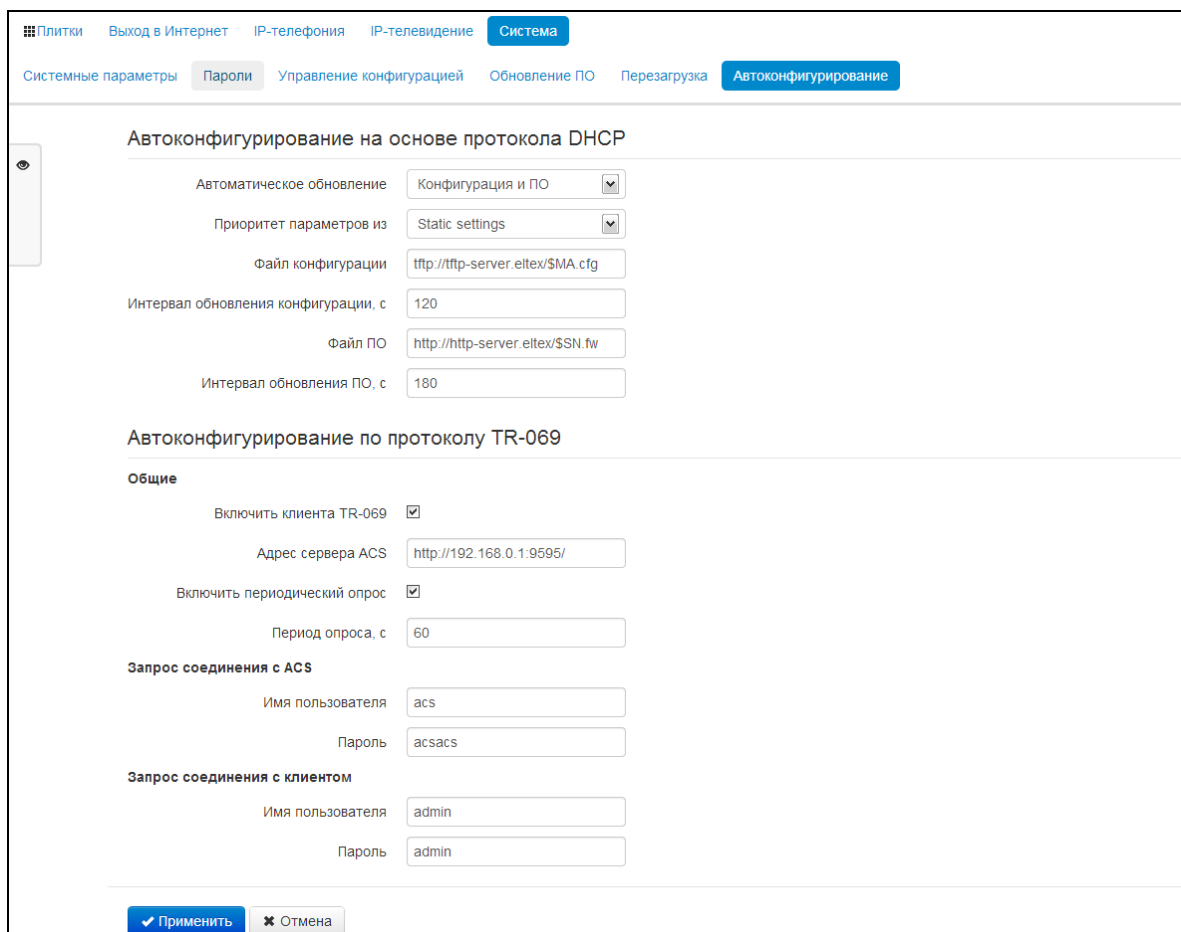 Плитки Выход в Интернет IP-телефония IP-телевидение Система
Системные параметры Пароли Управление конфигурацией Обновление ПО Перезагрузка Автоконфигурирование
Автоконфигурирование на основе протокола DHCP
Автоматическое обновление Конфигурация и ПО
Приоритет параметров из Static settings
Файл конфигурации tftp://tftp-server.eltex/$MA.cfg
Интервал обновления конфигурации, с 120
Файл ПО http://http-server.eltex/$SN.fw
Интервал обновления ПО, с 180
Автоконфигурирование по протоколу TR-069
Общие
Включить клиента TR-069
Адрес сервера ACS http://192.168.0.1:9595/
Включить периодический опрос
Период опроса, с 60
Запрос соединения с ACS
Имя пользователя acs
Пароль acsacs
Запрос соединения с клиентом
Имя пользователя admin
Пароль admin
Применить Отмена